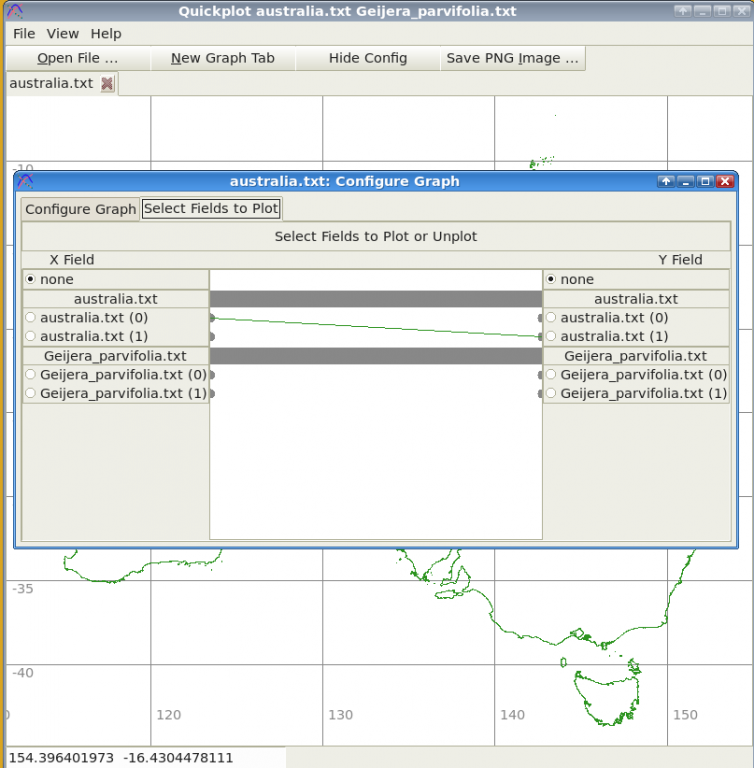 Quickplot australia.txt Geijera_parvifolia.txt
File View Help
Open File ... New Graph Tab Hide Config Save PNG Image ...
australia.txt
-10
australia.txt: Configure Graph
Configure Graph Select Fields to Plot
Select Fields to Plot or Unplot
X Field Y Field
none none
australia.txt australia.txt
australia.txt (0) australia.txt (0)
australia.txt (1) australia.txt (1)
Geijera_parvifolia.txt Geijera_parvifolia.txt
Geijera_parvifolia.txt (0) Geijera_parvifolia.txt (0)
Geijera_parvifolia.txt (1) Geijera_parvifolia.txt (1)
-35
-40
120 130 140 150
154.396401973 -16.4304478111